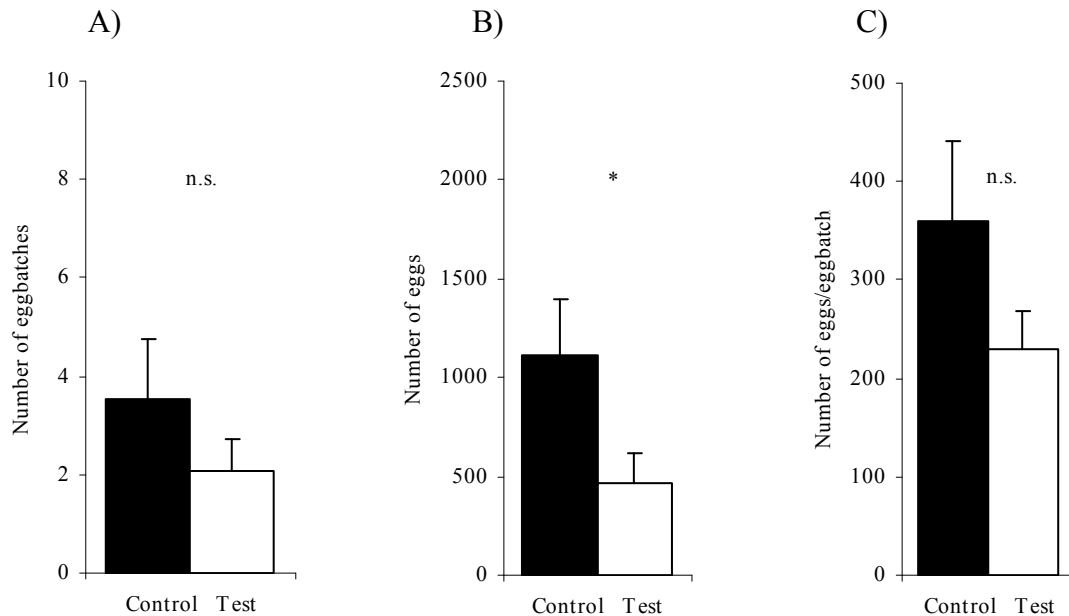 A)
Number of eggbatches
10
8
6
4
2
0
n.s.
Control Test
B)
Number of eggs
2500
2000
1500
1000
500
0
*
Control Test
C)
Number of eggs/eggbatch
500
400
300
200
100
0
n.s.
Control Test